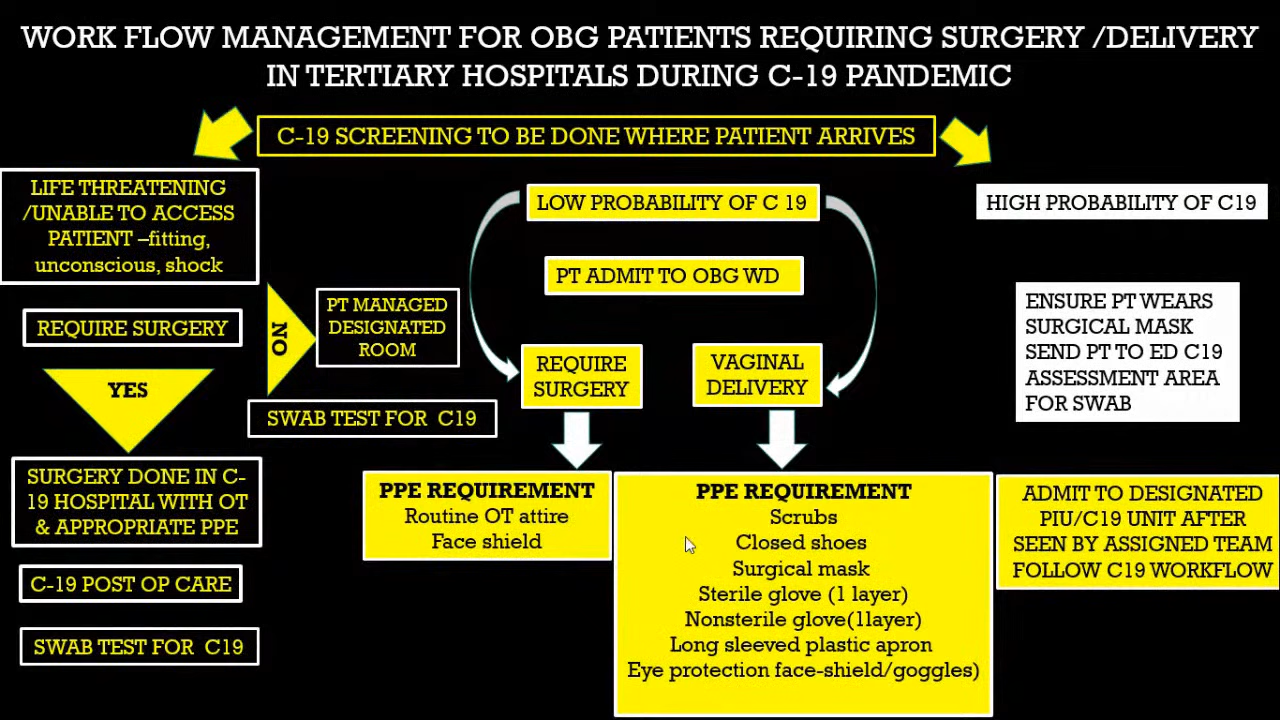 WORK FLOW MANAGEMENT FOR OBG PATIENTS REQUIRING SURGERY /DELIVERY
IN TERTIARY HOSPITALS DURING C-19 PANDEMIC
C-19 SCREENING TO BE DONE WHERE PATIENT ARRIVES
LIFE THREATENING
/UNABLE TO ACCESS
PATIENT –fitting,
unconscious, shock
REQUIRE SURGERY
YES
SURGERY DONE IN C-
19 HOSPITAL WITH OT
& APPROPRIATE PPE
C-19 POST OP CARE
SWAB TEST FOR C19
NO
PT MANAGED
DESIGNATED
ROOM
SWAB TEST FOR C19
LOW PROBABILITY OF C 19
PT ADMIT TO OBG WD
REQUIRE
SURGERY
PPE REQUIREMENT
Routine OT attire
Face shield
VAGINAL
DELIVERY
PPE REQUIREMENT
Scrubs
Closed shoes
Surgical mask
Sterile glove (1 layer)
Nonsterile glove(1layer)
Long sleeved plastic apron
Eye protection face-shield/goggles)
HIGH PROBABILITY OF C19
ENSURE PT WEARS
SURGICAL MASK
SEND PT TO ED C19
ASSESSMENT AREA
FOR SWAB
ADMIT TO DESIGNATED
PIU/C19 UNIT AFTER
SEEN BY ASSIGNED TEAM
FOLLOW C19 WORKFLOW